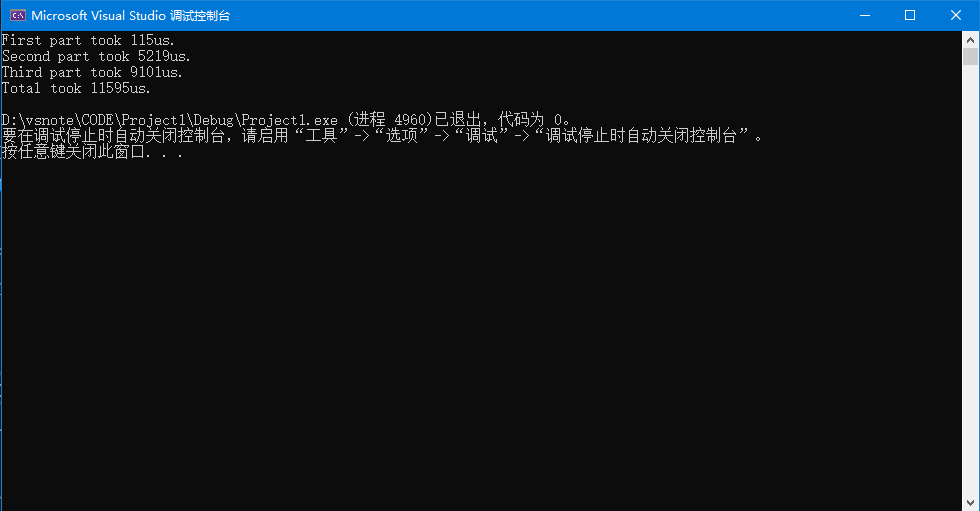 Microsoft Visual Studio 调试控制台
First part took 115us.
Second part took 5219us.
Third part took 9101us.
Total took 11595us.
D:\vsnote\CODE\Project1\Debug\Project1.exe (进程 4960)已退出，代码为 0。
要在调试停止时自动关闭控制台，请启用“工具”->“选项”->“调试”->“调试停止时自动关闭控制台”。
按任意键关闭此窗口. . .